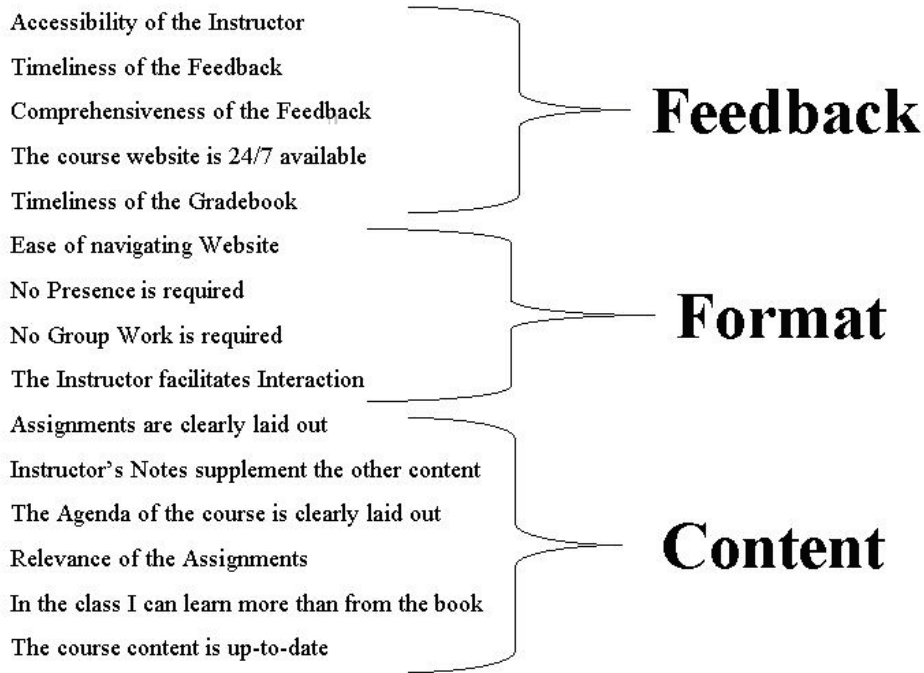 Accessibility of the Instructor
Timeliness of the Feedback
Comprehensiveness of the Feedback
The course website is 24/7 available
Timeliness of the Gradebook
Feedback
Ease of navigating Website
No Presence is required
No Group Work is required
The Instructor facilitates Interaction
Format
Assignments are clearly laid out
Instructor’s Notes supplement the other content
The Agenda of the course is clearly laid out
Relevance of the Assignments
In the class I can learn more than from the book
The course content is up-to-date
Content